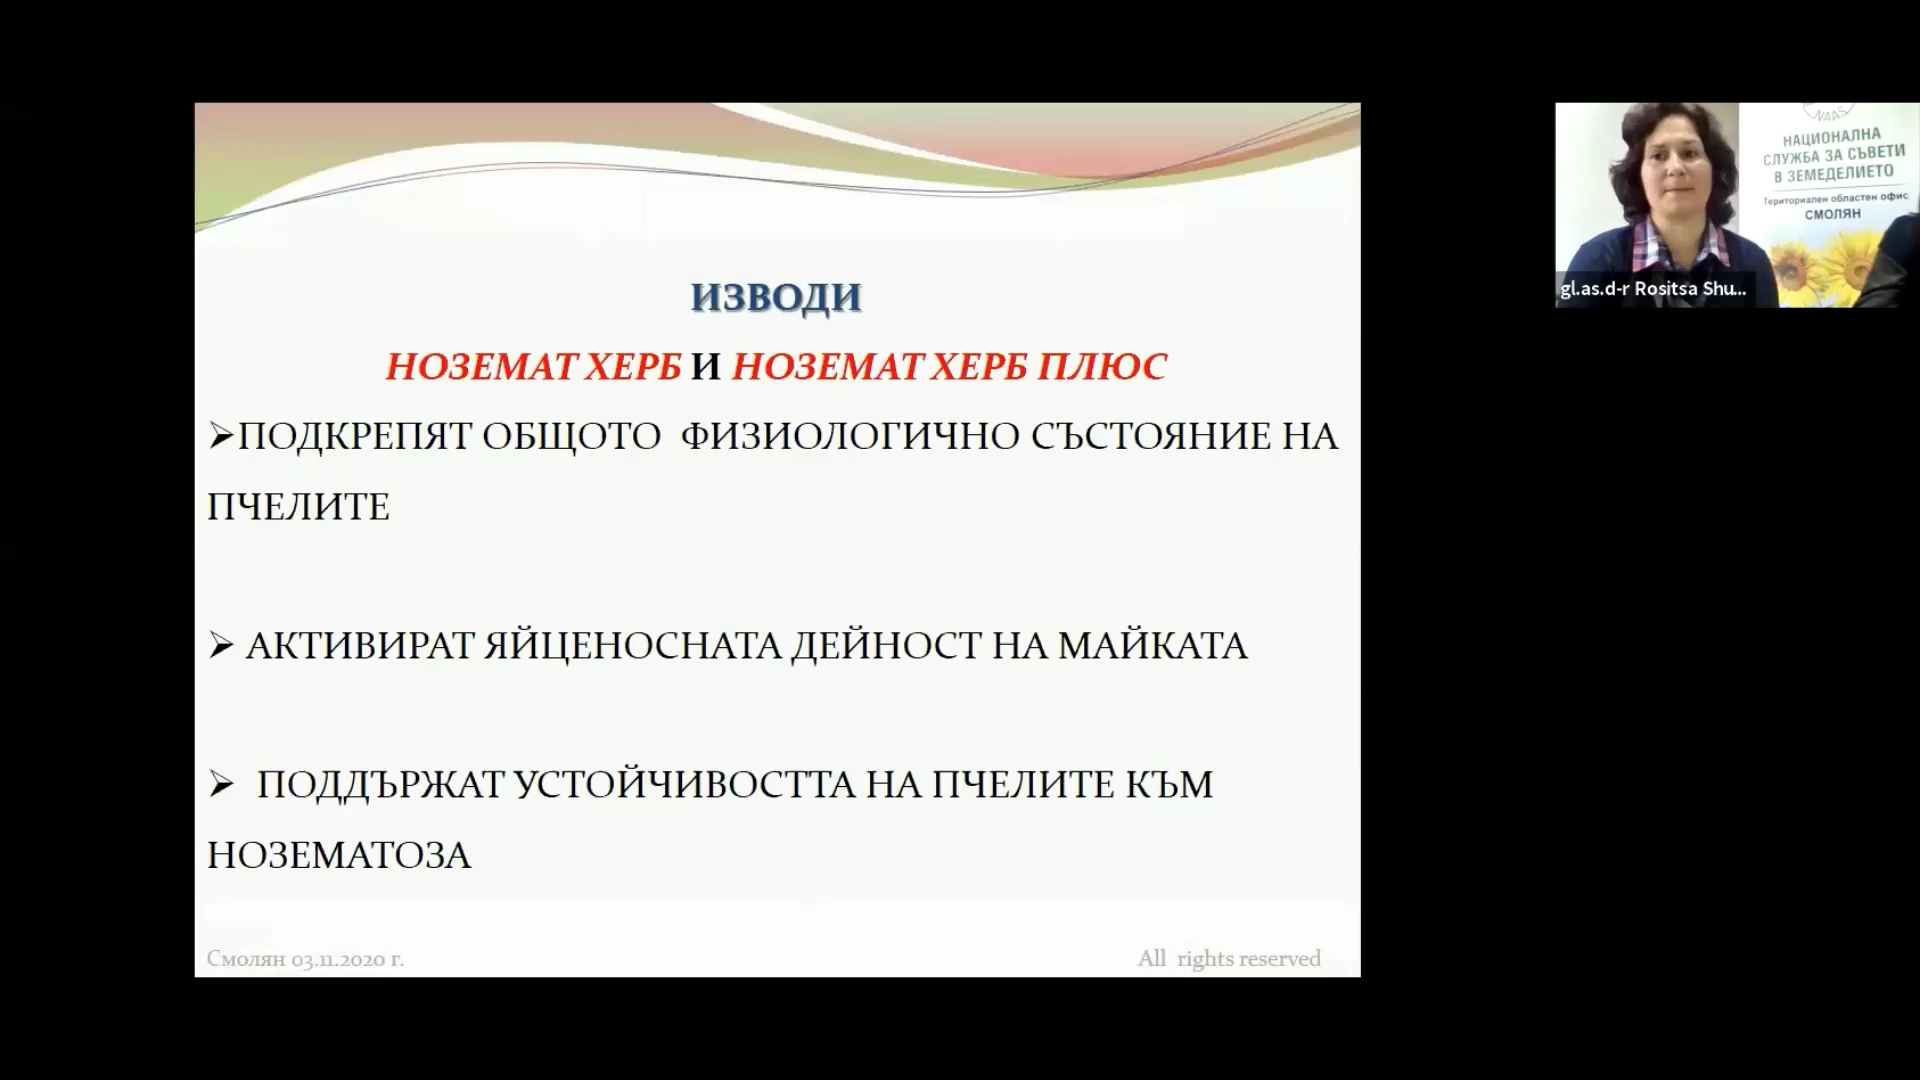 ИЗВОДИ
НОЗЕМАТ ХЕРБ И НОЗЕМАТ ХЕРБ ПЛЮС
➢ПОДКРЕПЯТ ОБЩОТО ФИЗИОЛОГИЧНО СЪСТОЯНИЕ НА
ПЧЕЛИТЕ
➢ АКТИВИРАТ ЯЙЦЕНОСНАТА ДЕЙНОСТ НА МАЙКАТА
➢ ПОДДЪРЖАТ УСТОЙЧИВОСТТА НА ПЧЕЛИТЕ КЪМ
НОЗЕМАТОЗА
Смолян 03.11.2020 г.
All rights reserved
NAAS
НАЦИОНАЛНА
СЛУЖБА ЗА СЪВЕТИ
В ЗЕМЕДЕЛИЕТО
Териториален областен офис
СМОЛЯН
gl.as.d-r Rositsa Shu...